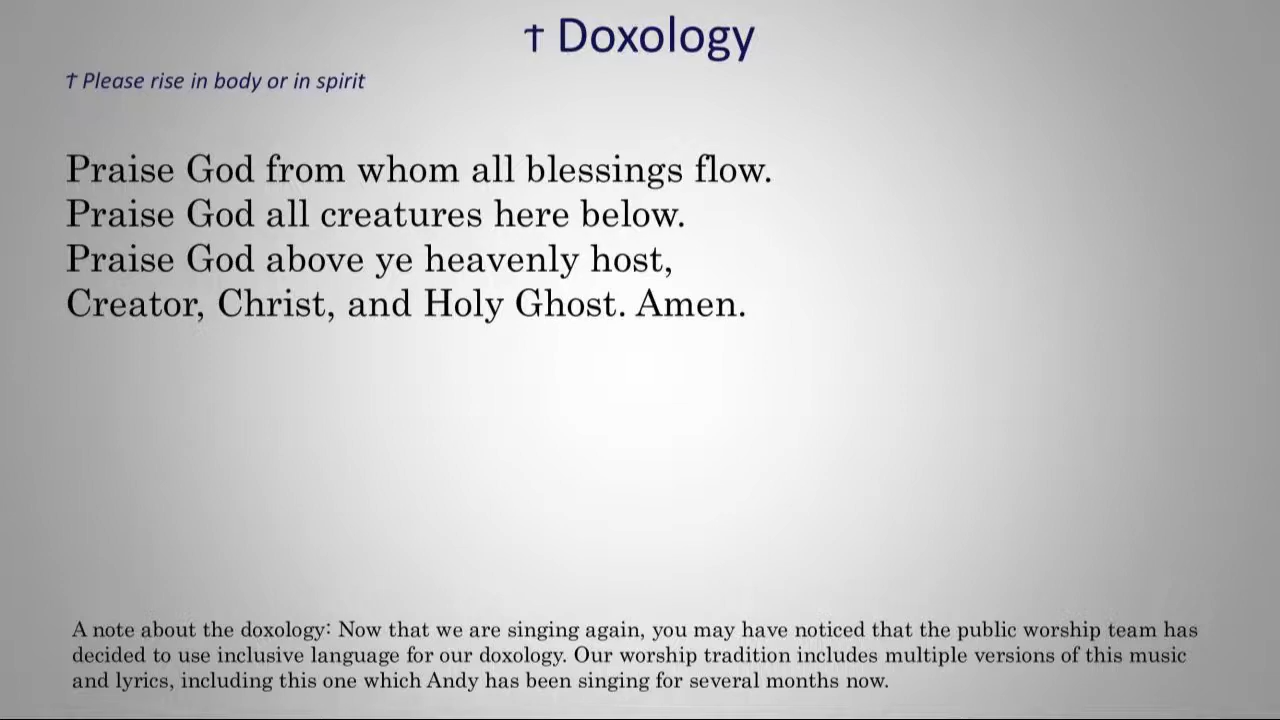 † Doxology
† Please rise in body or in spirit
Praise God from whom all blessings flow.
Praise God all creatures here below.
Praise God above ye heavenly host,
Creator, Christ, and Holy Ghost. Amen.
A note about the doxology: Now that we are singing again, you may have noticed that the public worship team has
decided to use inclusive language for our doxology. Our worship tradition includes multiple versions of this music
and lyrics, including this one which Andy has been singing for several months now.